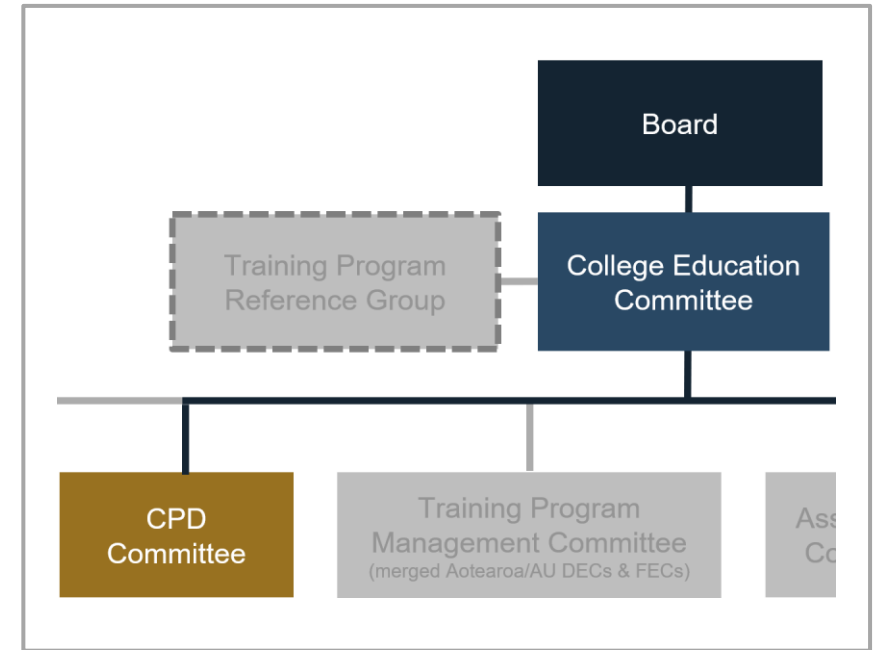 Board
Training Program
Reference Group
College Education
Committee
CPD
Committee
Training Program
Management Committee
(merged Aotearoa/AU DECs & FECs)